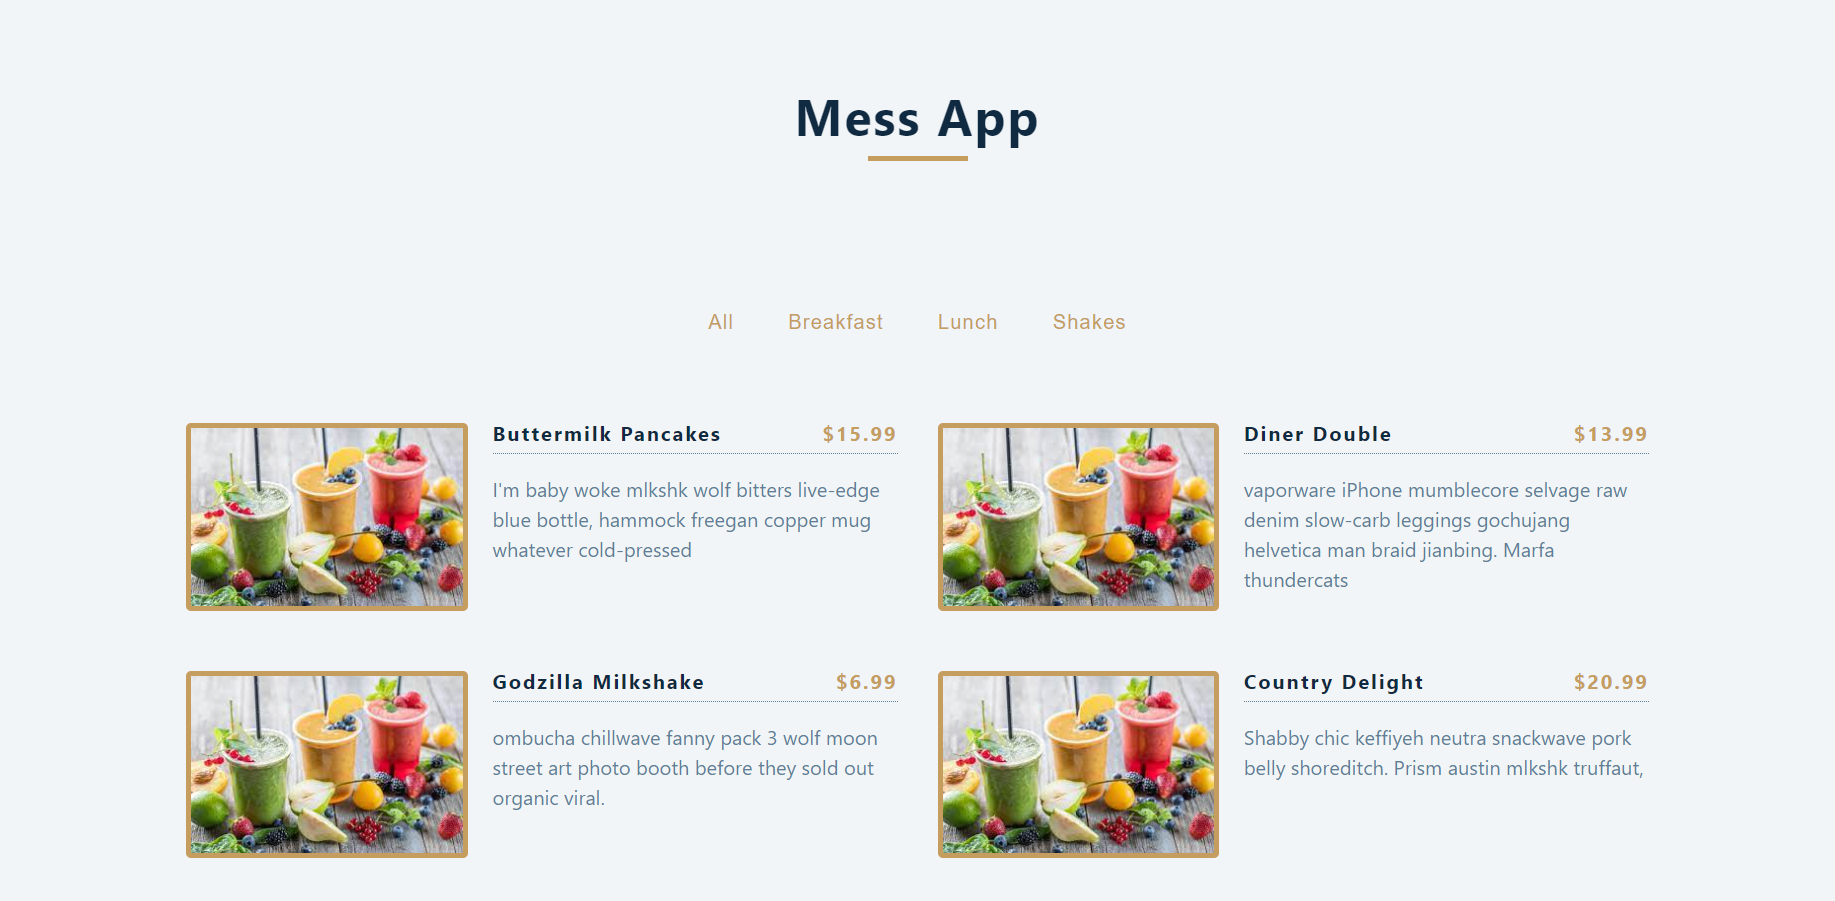 Mess App
All Breakfast Lunch Shakes
Buttermilk Pancakes $15.99
I'm baby woke mlkshk wolf bitters live-edge
blue bottle, hammock freegan copper mug
whatever cold-pressed
Diner Double $13.99
vaporware iPhone mumblecore selvage raw
denim slow-carb leggings gochujang
helvetica man braid jianbing. Marfa
thundercats
Godzilla Milkshake $6.99
ombucha chillwave fanny pack 3 wolf moon
street art photo booth before they sold out
organic viral.
Country Delight $20.99
Shabby chic keffiyeh neutra snackwave pork
belly shoreditch. Prism austin mlkshk truffaut,